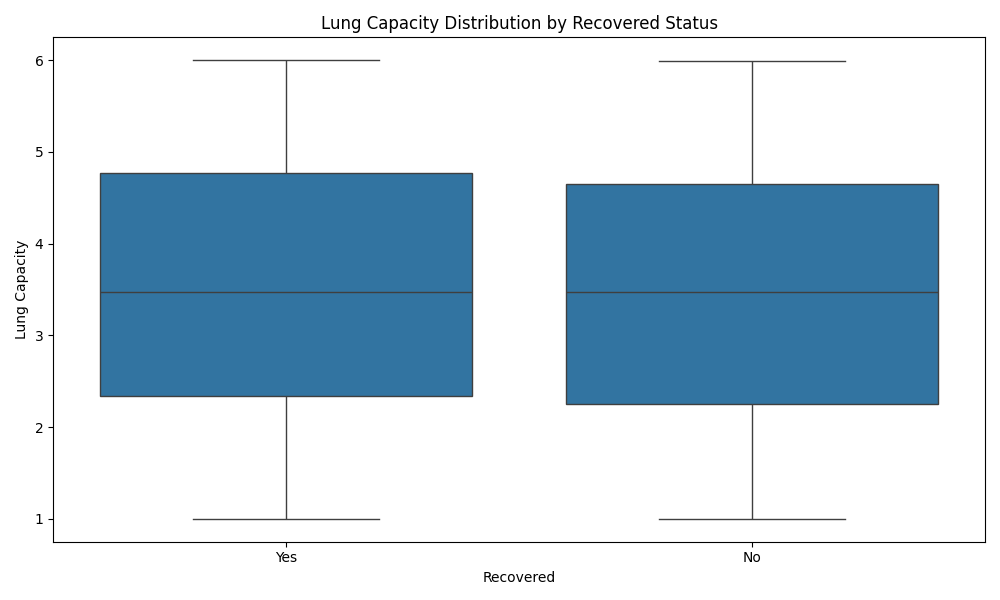 Lung Capacity Distribution by Recovered Status
Lung Capacity
6
5
4
3
2
1
Yes
No
Recovered